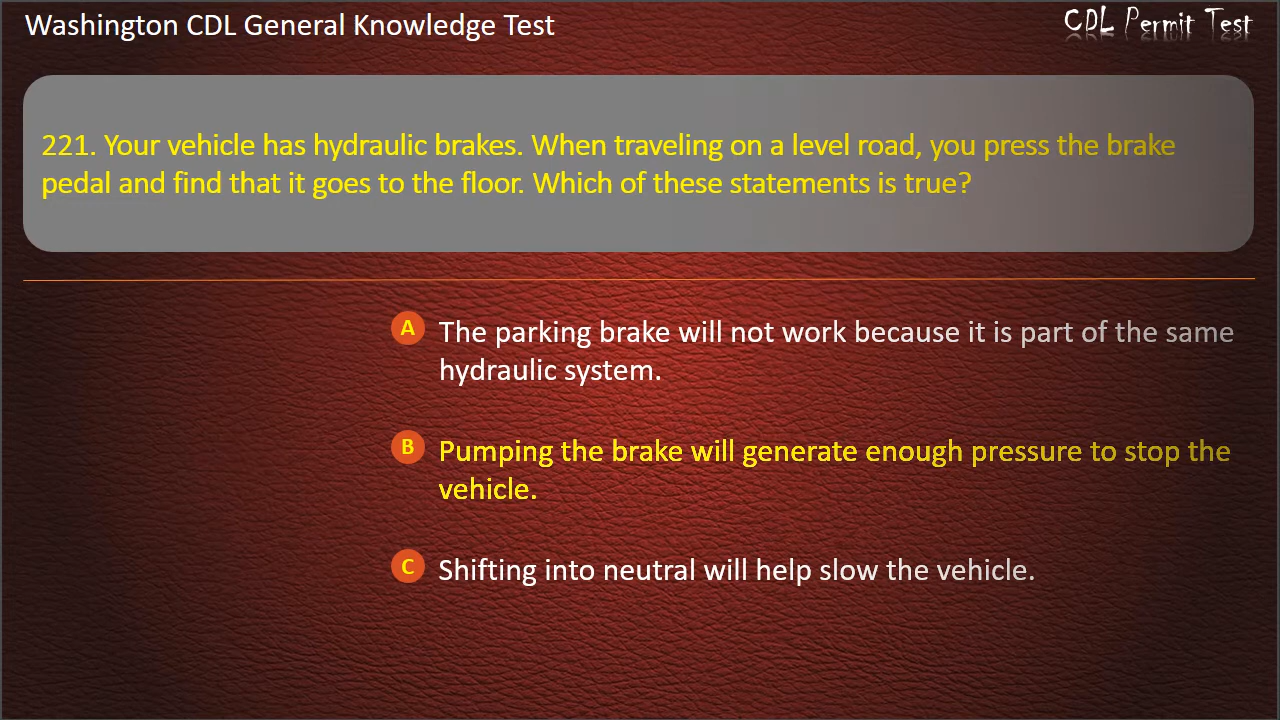 Washington CDL General Knowledge Test
CDL Permit Test
221. Your vehicle has hydraulic brakes. When traveling on a level road, you press the brake
pedal and find that it goes to the floor. Which of these statements is true?
A The parking brake will not work because it is part of the same
hydraulic system.
B Pumping the brake will generate enough pressure to stop the
vehicle.
C Shifting into neutral will help slow the vehicle.